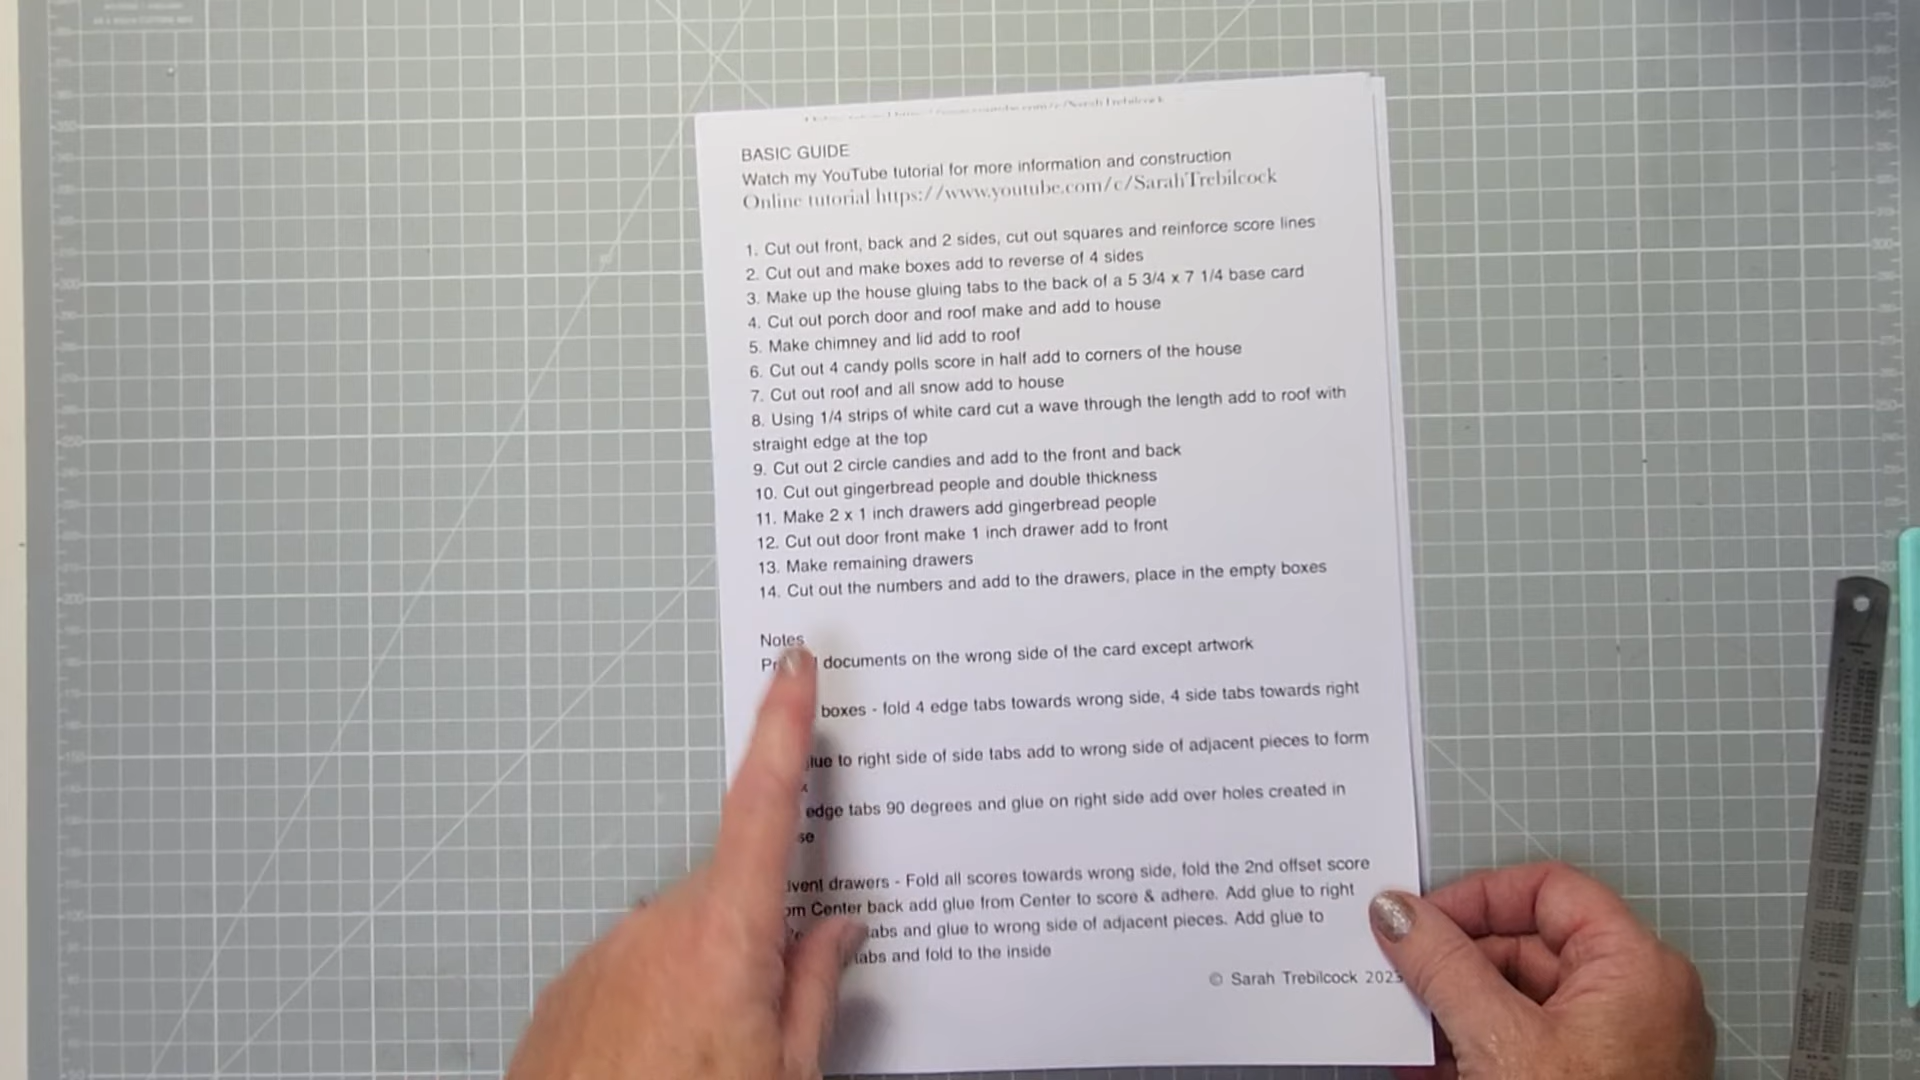 BASIC GUIDE
Watch my YouTube tutorial for more information and construction
Online tutorial https://www.youtube.com/c/SarahTrebilcock
1. Cut out front, back and 2 sides, cut out squares and reinforce score lines
2. Cut out and make boxes add to reverse of 4 sides
3. Make up the house gluing tabs to the back of a 5 3/4 x 7 1/4 base card
4. Cut out porch door and roof make and add to house
5. Make chimney and lid add to roof
6. Cut out 4 candy polls score in half add to corners of the house
7. Cut out roof and all snow add to house
8. Using 1/4 strips of white card cut a wave through the length add to roof with
straight edge at the top
9. Cut out 2 circle candies and add to the front and back
10. Cut out gingerbread people and double thickness
11. Make 2 x 1 inch drawers add gingerbread people
12. Cut out door front make 1 inch drawer add to front
13. Make remaining drawers
14. Cut out the numbers and add to the drawers, place in the empty boxes
Notes
documents on the wrong side of the card except artwork
boxes - fold 4 edge tabs towards wrong side, 4 side tabs towards right
to right side of side tabs add to wrong side of adjacent pieces to form
edge tabs 90 degrees and glue on right side add over holes created in
drawers - Fold all scores towards wrong side, fold the 2nd offset score
Center back add glue from Center to score & adhere. Add glue to right
tabs and glue to wrong side of adjacent pieces. Add glue to
tabs and fold to the inside
© Sarah Trebilcock 2023